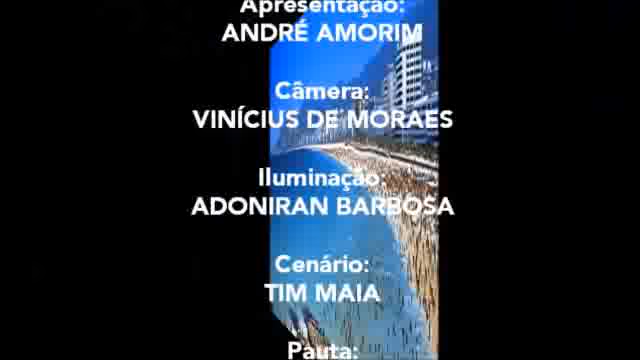 Apresentação:
ANDRÉ AMORIM
Câmera:
VINÍCIUS DE MORAES
Iluminação:
ADONIRAN BARBOSA
Cenário:
TIM MAIA
Pauta: